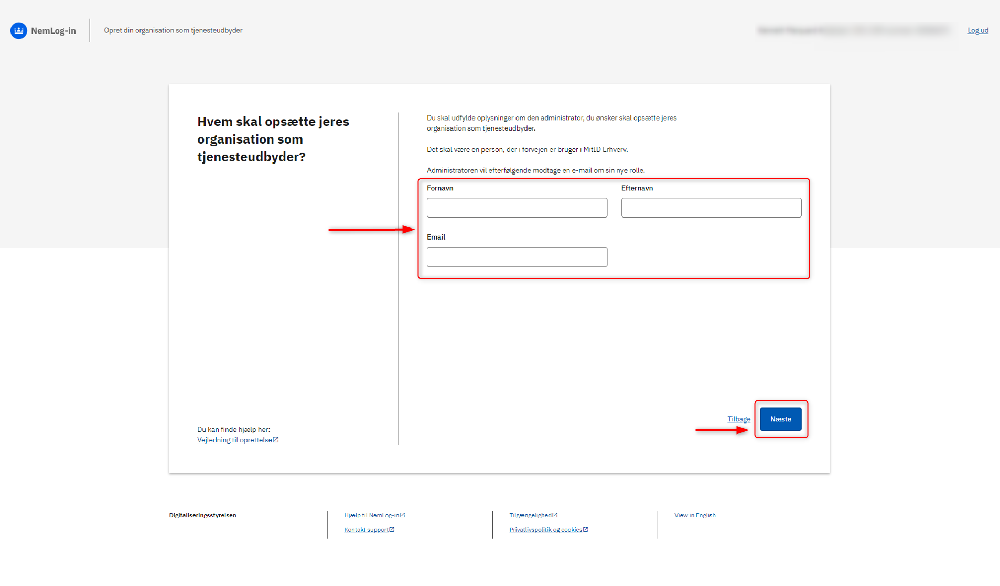 NemLog-in
Opret din organisation som tjenesteudbyder
Log ud
Hvem skal opsætte jeres
organisation som
tjenesteudbyder?
Du skal udfylde oplysninger om den administrator, du ønsker skal opsætte jeres
organisation som tjenesteudbyder.
Det skal være en person, der i forvejen er bruger i MitID Erhverv.
Administratoren vil efterfølgende modtage en e-mail om sin nye rolle.
Fornavn
Efternavn
Email
Tilbage
Næste
Du kan finde hjælp her:
Vejledning til oprettelse
Digitaliseringsstyrelsen
Hjælp til NemLog-in
Kontakt support
Tilgængelighed
Privatlivspolitik og cookies
View in English